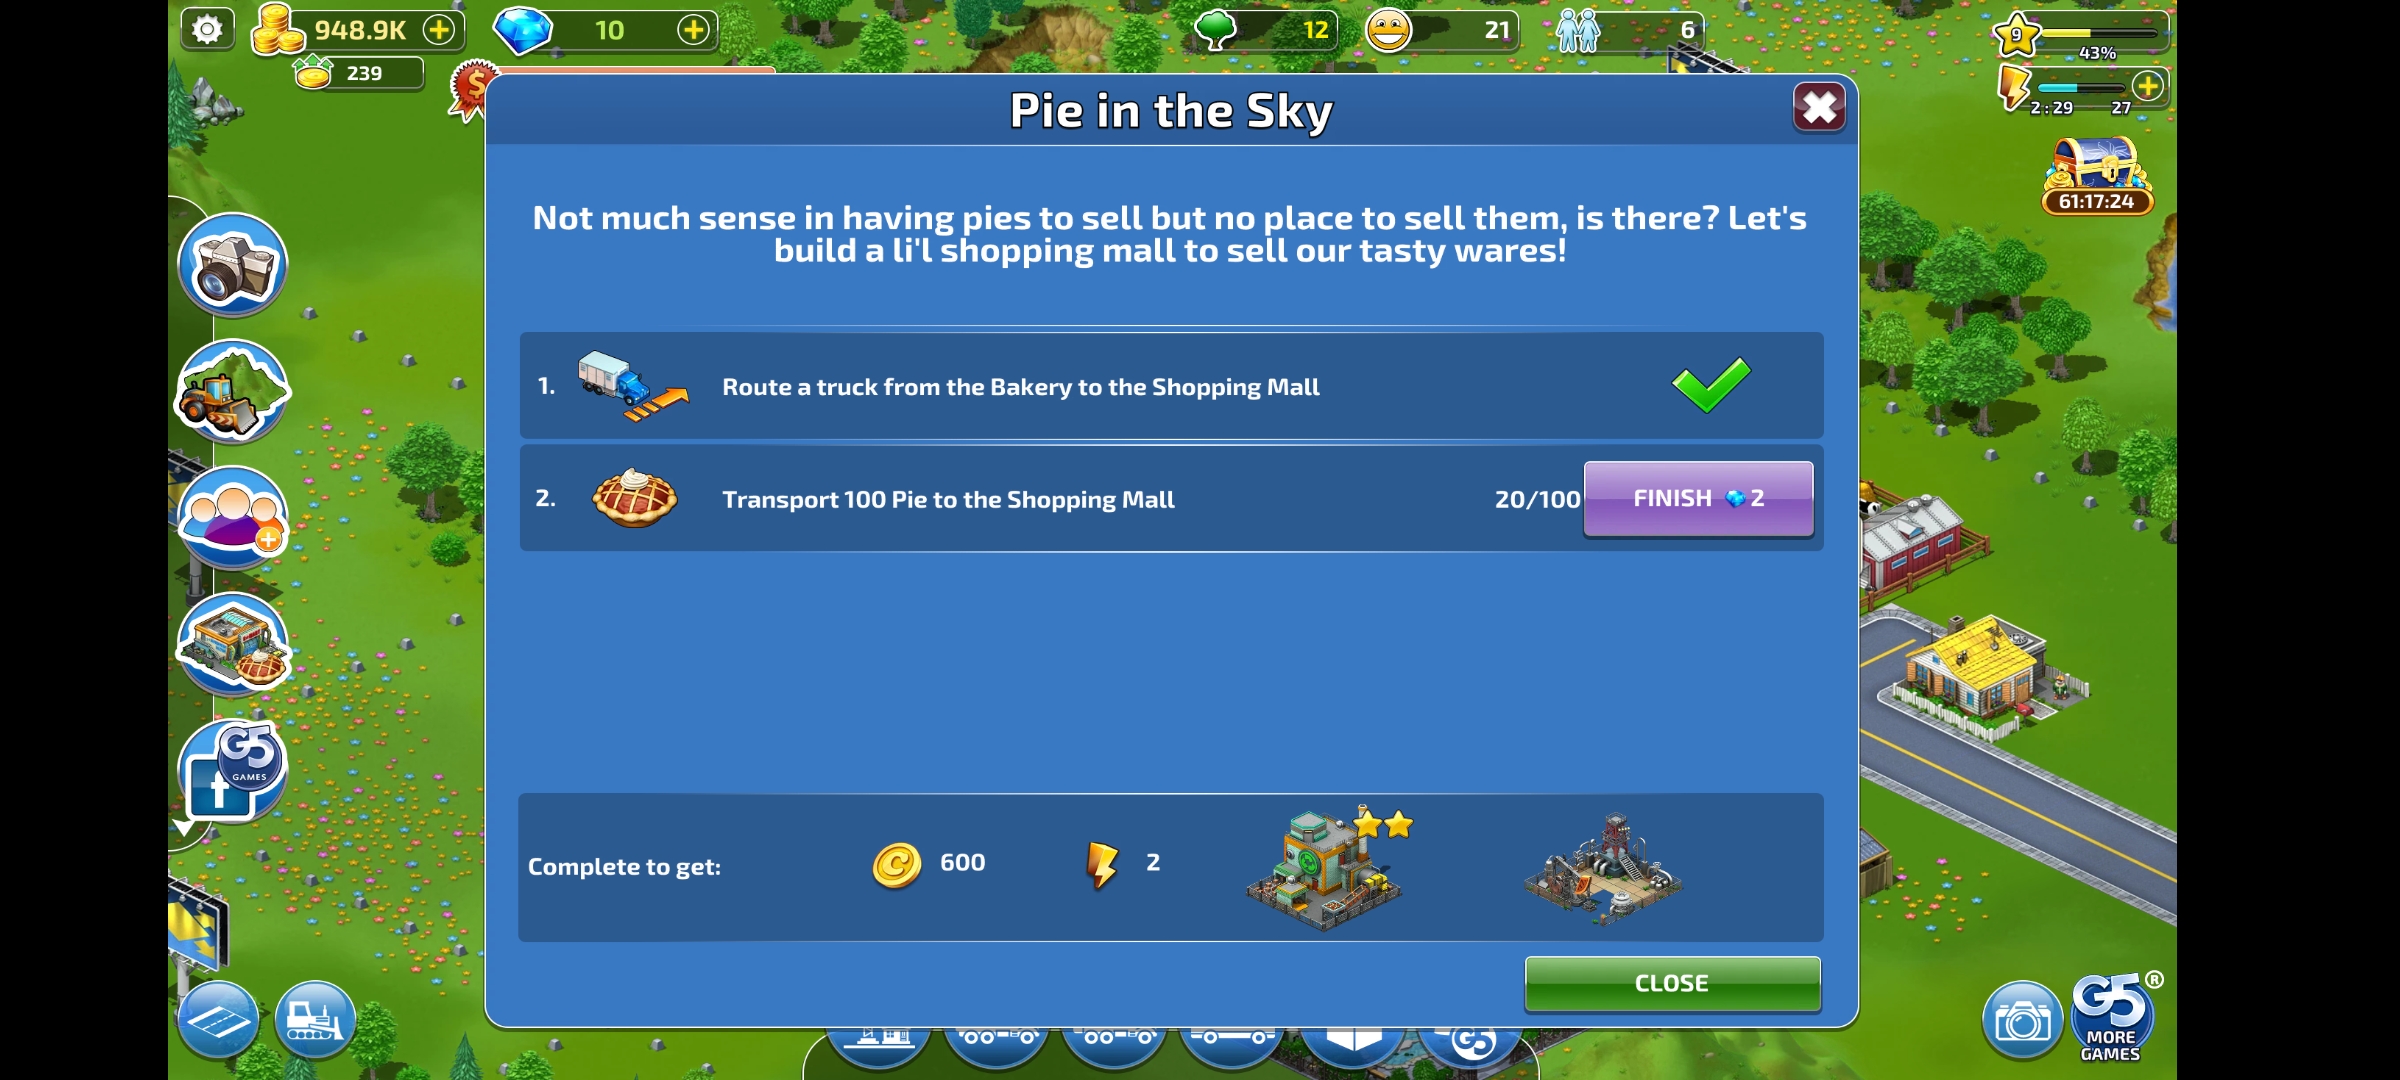 948.9K
10
12
21
6
9
43%
239
2:29
27
Pie in the Sky
61:17:24
Not much sense in having pies to sell but no place to sell them, is there? Let's
build a li'l shopping mall to sell our tasty wares!
1.
Route a truck from the Bakery to the Shopping Mall
2.
Transport 100 Pie to the Shopping Mall
20/100
FINISH 2
G5
GAMES
f
Complete to get:
600
2
CLOSE
G5
G5®
MORE
GAMES